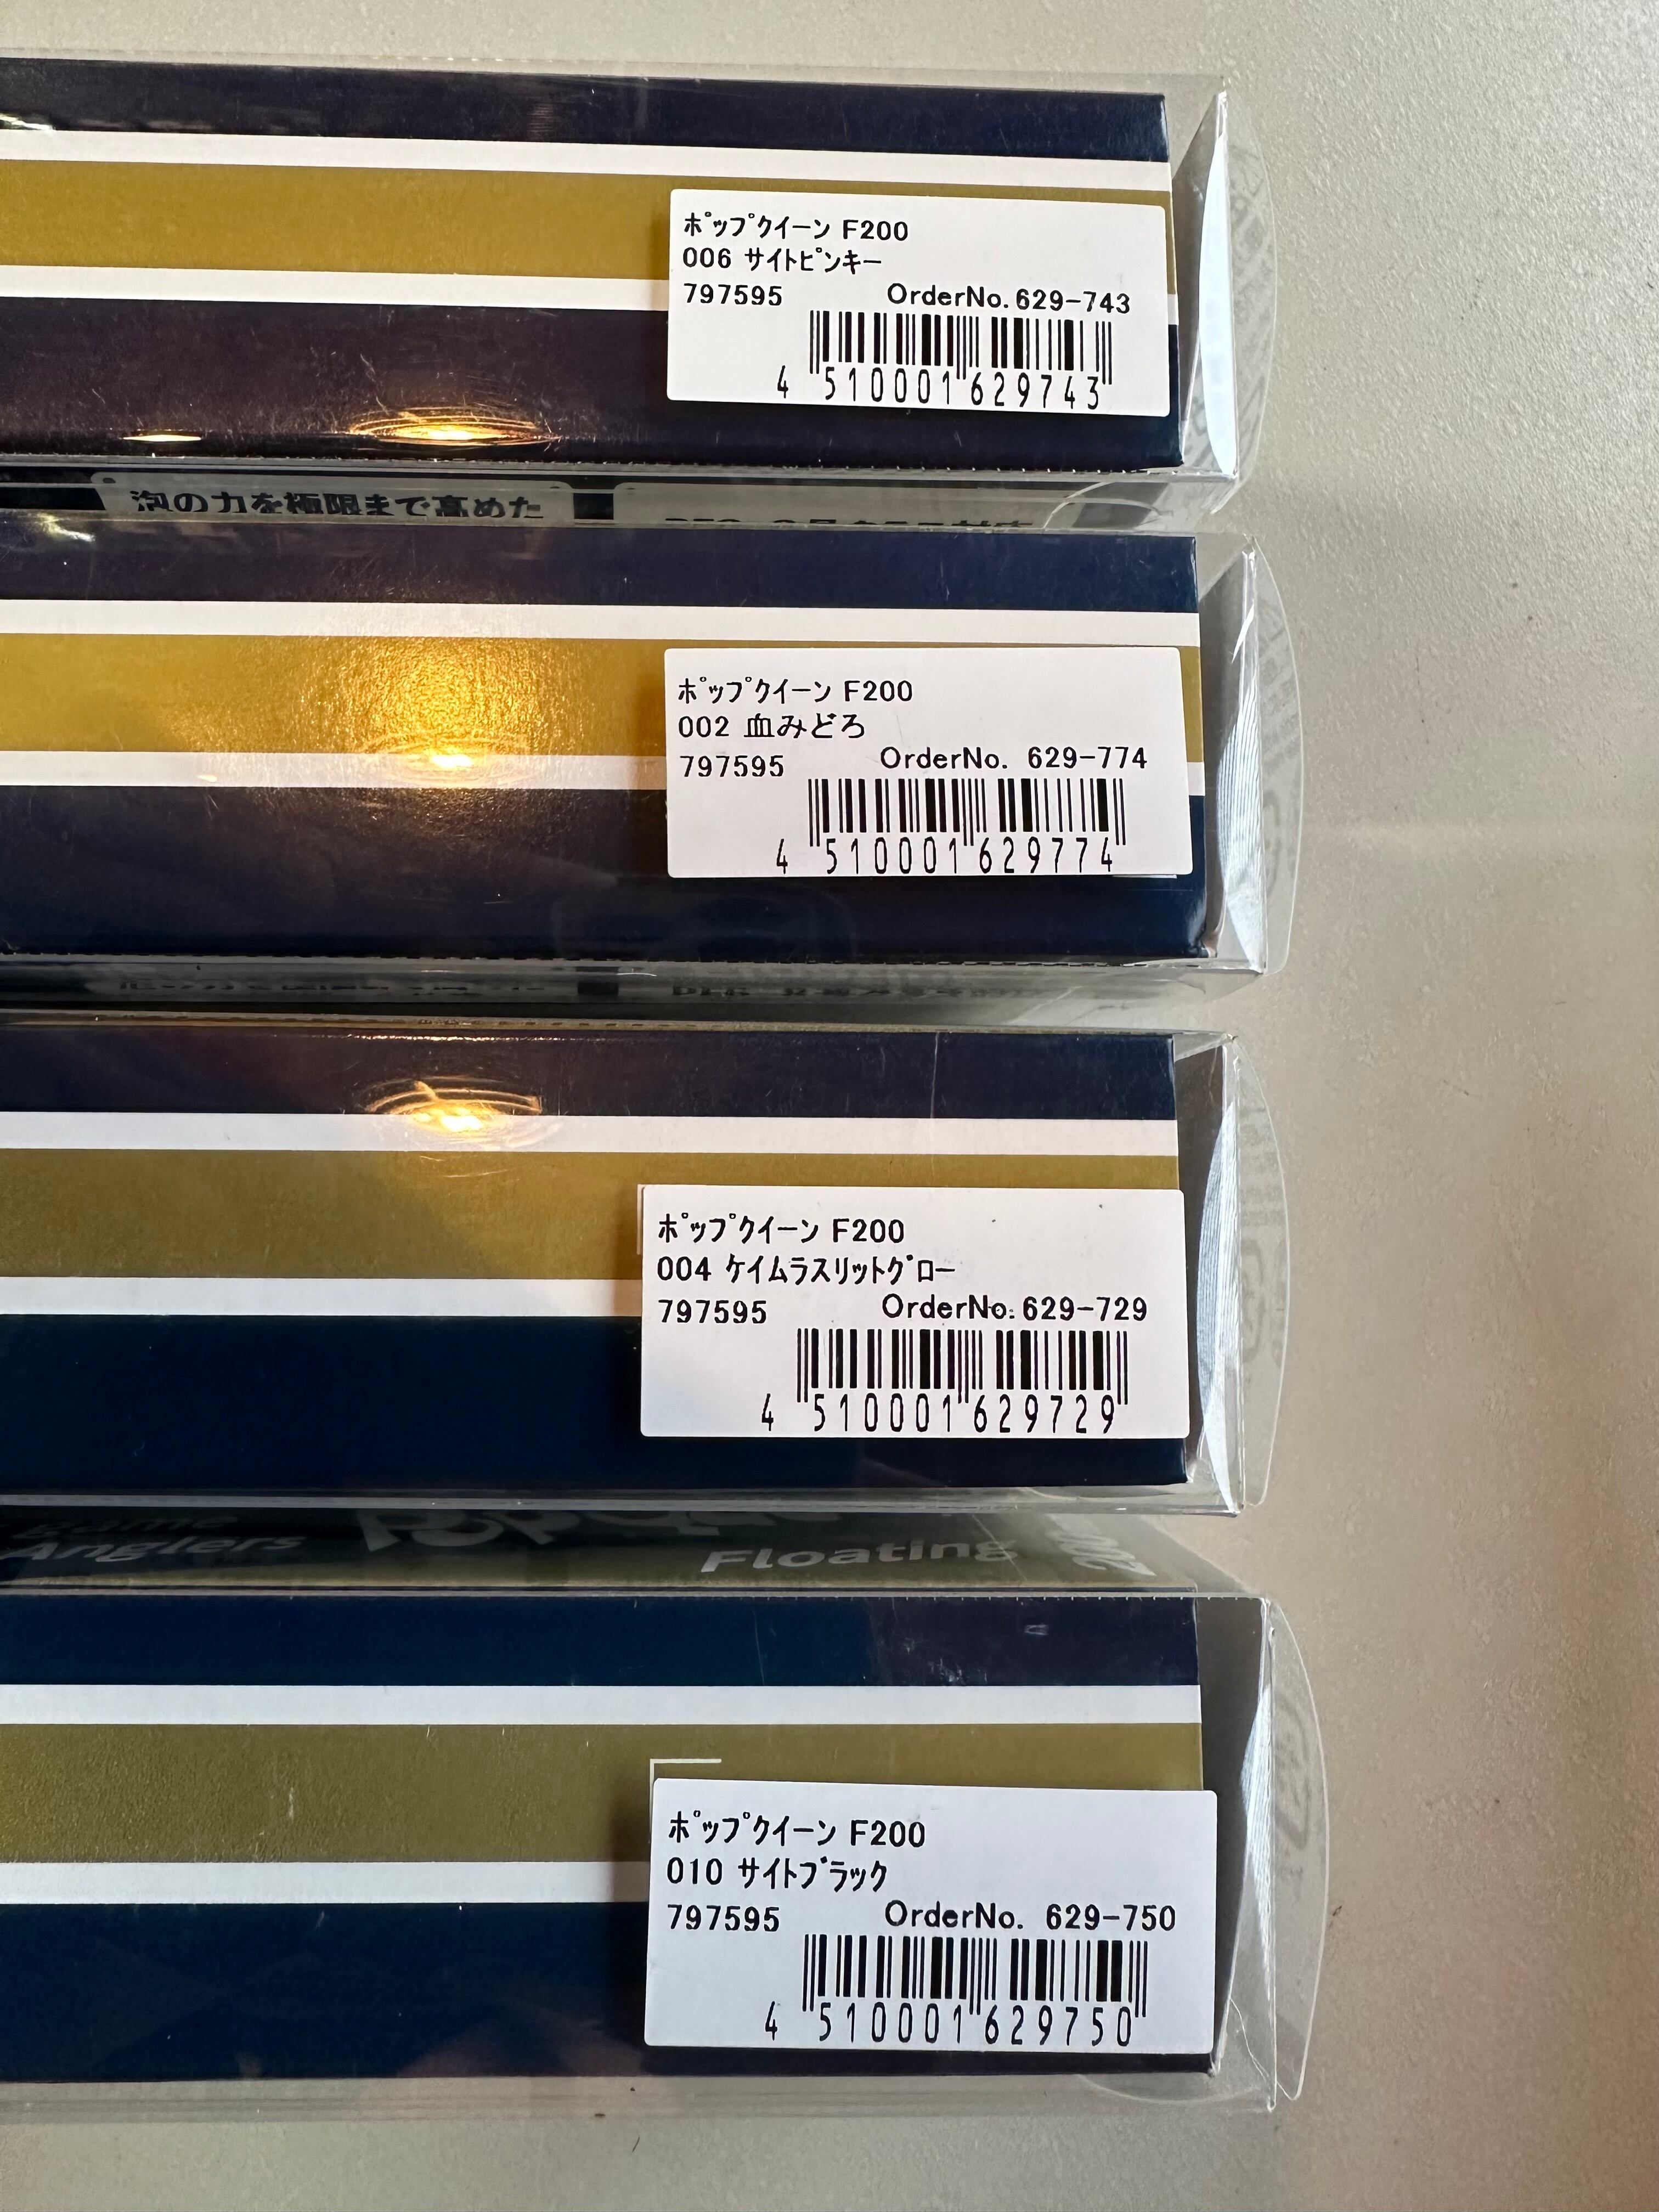 ﾎﾟｯﾌﾟｸｲｰﾝ F200
006 ｻｲﾄﾋﾟﾝｷｰ
797595 OrderNo. 629-743
4 510001 629743
泡の力を極限まで高めた
ﾎﾟｯﾌﾟｸｲｰﾝ F200
002 血みどろ
797595 OrderNo. 629-774
4 510001 629774
ﾎﾟｯﾌﾟｸｲｰﾝ F200
004 ｹｲﾑﾗｽﾘｯﾄｸﾞﾛｰ
797595 OrderNo. 629-729
4 510001 629729
Game
Anglers
Floating
200
ﾎﾟｯﾌﾟｸｲｰﾝ F200
010 ｻｲﾄﾌﾞﾗｯｸ
797595 OrderNo. 629-750
4 510001 629750